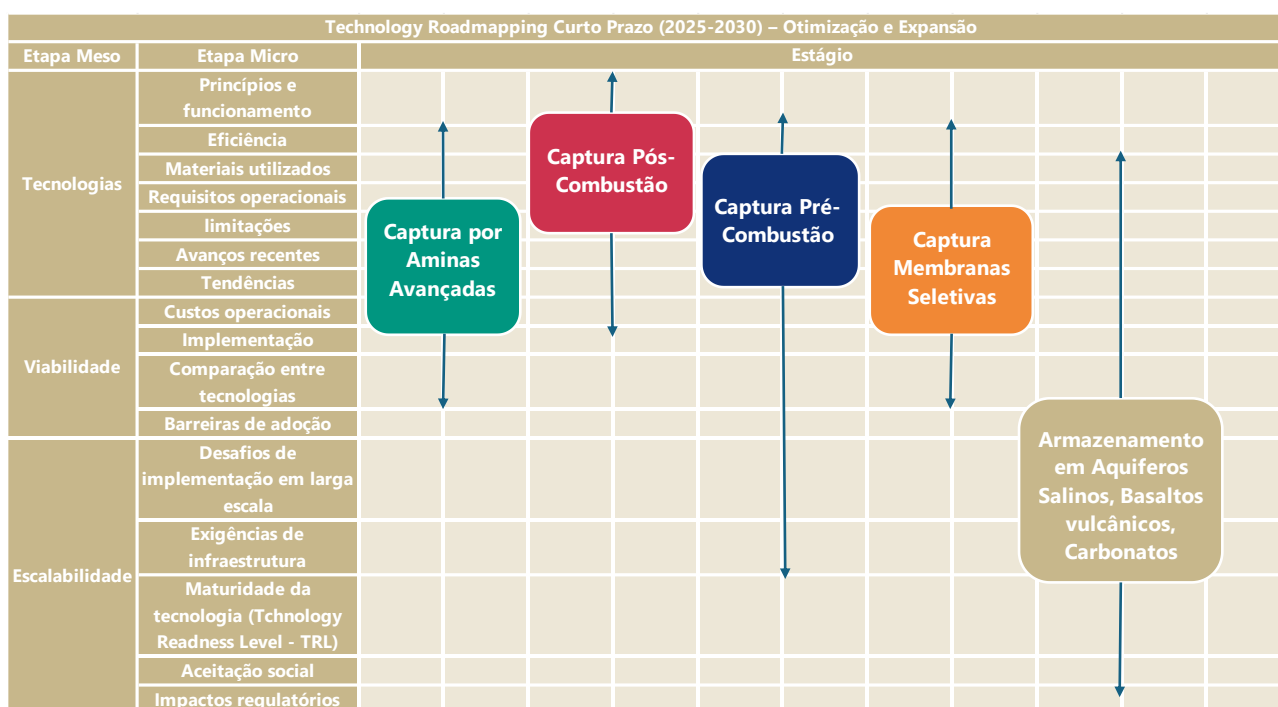 Technology Roadmapping Curto Prazo (2025-2030) – Otimização e Expansão
Etapa Meso
Etapa Micro
Estágio
Tecnologias
Princípios e
funcionamento
Eficiência
Materiais utilizados
Requisitos operacionais
limitações
Avanços recentes
Tendências
Viabilidade
Custos operacionais
Implementação
Comparação entre
tecnologias
Barreiras de adoção
Escalabilidade
Desafios de
implementação em larga
escala
Exigências de
infraestrutura
Maturidade da
tecnologia (Tchnology
Readness Level - TRL)
Aceitação social
Impactos regulatórios
Captura por
Aminas
Avançadas
Captura Pós-
Combustão
Captura Pré-
Combustão
Captura
Membranas
Seletivas
Armazenamento
em Aquiferos
Salinos, Basaltos
vulcânicos,
Carbonatos